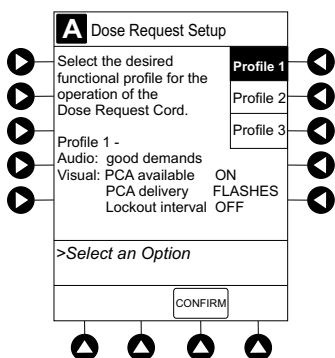 A Dose Request Setup
Select the desired
functional profile for the
operation of the
Dose Request Cord.
Profile 1 -
Audio: good demands
Visual: PCA available ON
PCA delivery FLASHES
Lockout interval OFF
Profile 1
Profile 2
Profile 3
>Select an Option
CONFIRM